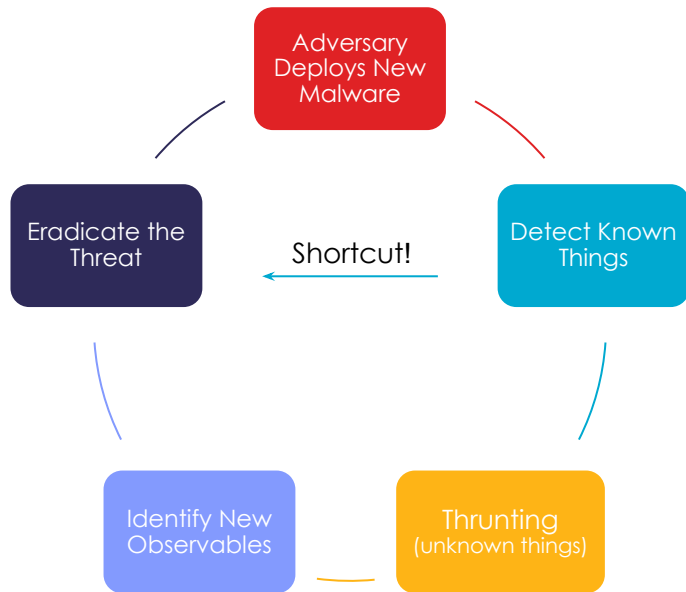 Adversary
Deploys New
Malware
Eradicate the
Threat
Shortcut!
Detect Known
Things
Identify New
Observables
Thrunting
(unknown things)